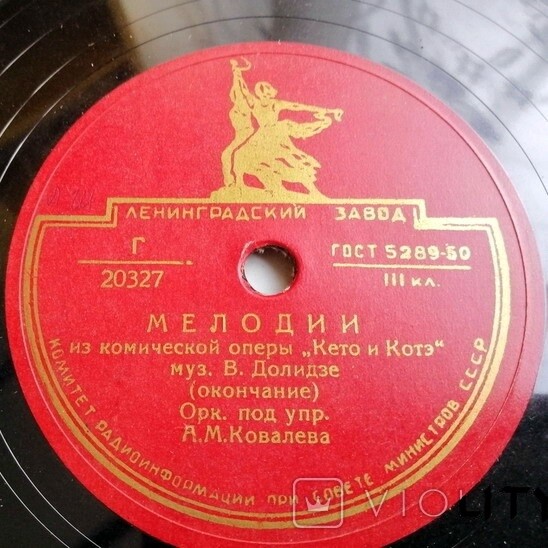 ЛЕНИНГРАДСКИЙ ЗАВОД
Г
20327
ГОСТ 5289-50
III кл.
МЕЛОДИИ
из комической оперы „Кето и Котэ“
муз. В. Долидзе
(окончание)
Орк. под упр.
А.М.Ковалева
КОМИТЕТ РАДИОИНФОРМАЦИИ ПРИ СОВЕТЕ МИНИСТРОВ СССР
VIOLITY